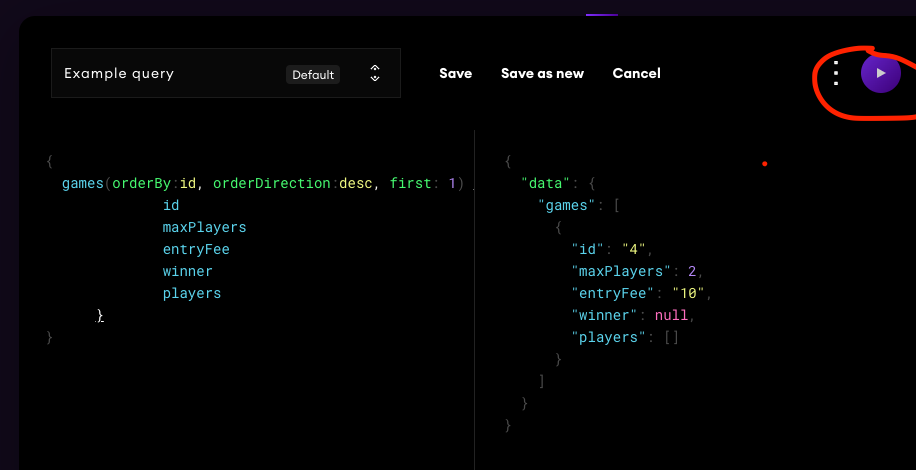 Example query
Default
Save
Save as new
Cancel
{
games(orderBy:id, orderDirection:desc, first: 1)
id
maxPlayers
entryFee
winner
players
}
}
{
"data": {
"games": [
{
"id": "4",
"maxPlayers": 2,
"entryFee": "10",
"winner": null,
"players": []
}
]
}
}